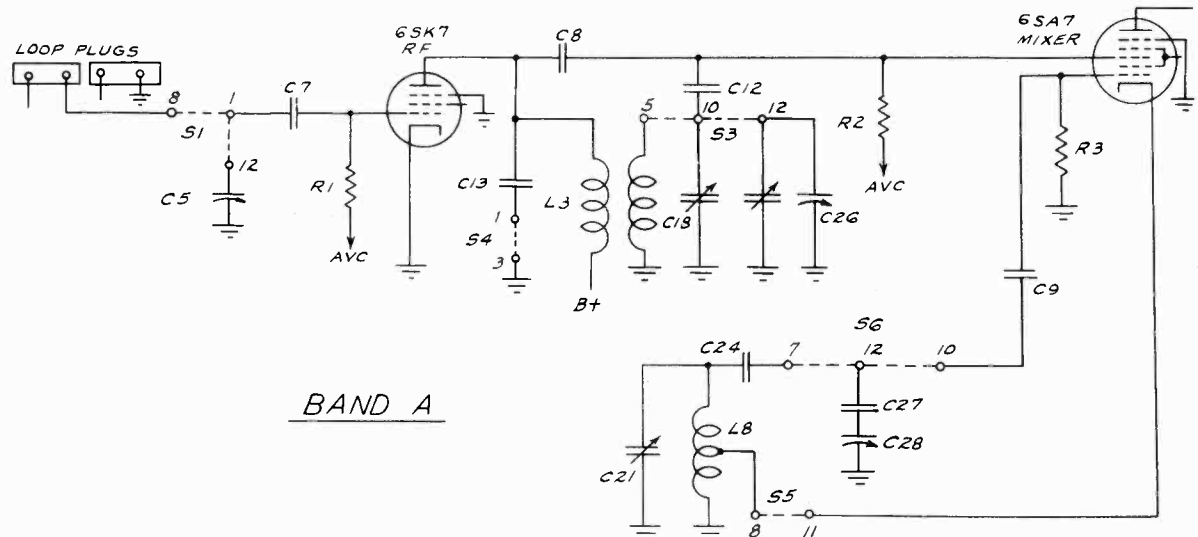 LOOP PLUGS
6SK7
RF
C8
6SA7
MIXER
8
1
C7
S1
12
C5
R1
AVC
C13
1
S4
3
L3
B+
5
10
S3
12
C12
C18
C26
R2
AVC
R3
C9
S6
C24
7
12
10
C27
C28
BAND A
L8
C21
S5
8
11